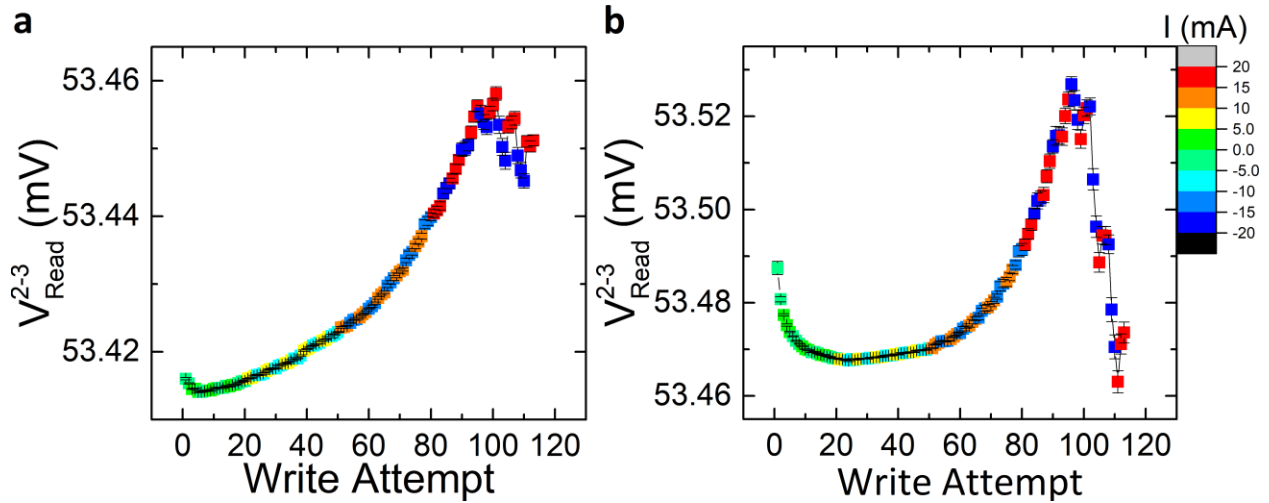 a
53.46
53.44
53.42
V2-3Read (mV)
0 20 40 60 80 100 120
Write Attempt
b
53.52
53.50
53.48
53.46
V2-3Read (mV)
0 20 40 60 80 100 120
Write Attempt
I (mA)
20
15
10
5.0
0.0
-5.0
-10
-15
-20